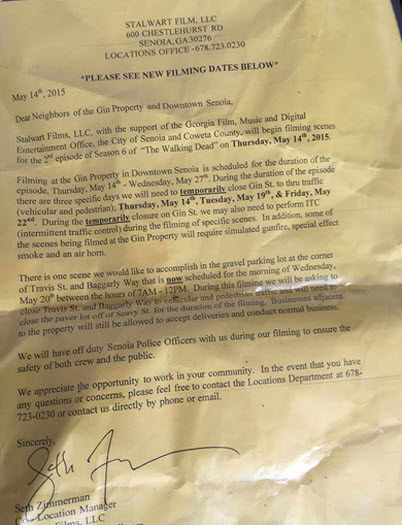 STALWART FILM, LLC
600 CHESTLEHURST RD
SENOIA, GA 30276
LOCATIONS OFFICE - 678.723.0230
*PLEASE SEE NEW FILMING DATES BELOW*
May 14th, 2015
Dear Neighbors of the Gin Property and Downtown Senoia,
Stalwart Films, LLC, with the support of the Georgia Film, Music and Digital
Entertainment Office, the City of Senoia and Coweta County, will begin filming scenes
for the 2nd episode of Season 6 of "The Walking Dead" on Thursday, May 14th, 2015.
Filming at the Gin Property in Downtown Senoia is scheduled for the duration of the
episode, Thursday, May 14th - Wednesday, May 27th. During the duration of the episode
there are three specific days we will need to temporarily close Gin St. to thru traffic
(vehicular and pedestrian); Thursday, May 14th, Tuesday, May 19th, & Friday, May
22nd. During the temporarily closure on Gin St. we may also need to perform ITC
(intermittent traffic control) during the filming of specific scenes. In addition, some of
the scenes being filmed at the Gin Property will require simulated gunfire, special effect
smoke and an air horn.
There is one scene we would like to accomplish in the gravel parking lot at the corner
of Travis St. and Baggarly Way that is now scheduled for the morning of Wednesday,
May 20th between the hours of 7AM - 12PM. During this filming we will be asking to
close Travis St. and Baggarly Way to vehicular and pedestrian traffic and will need to
close the paver lot off of Seavy St. for the duration of the filming. Businesses adjacent
to the property will still be able to accept deliveries and conduct normal business.
We will have off duty Senoia Police Officers with us during our filming to ensure the
safety of both crew and the public.
We appreciate the opportunity to work in your community. In the event that you have
any questions or concerns, please feel free to contact the Locations Department at 678-
723-0230 or contact us directly by phone or email.
Sincerely,
Seth Zimmerman
Location Manager
Films, LLC